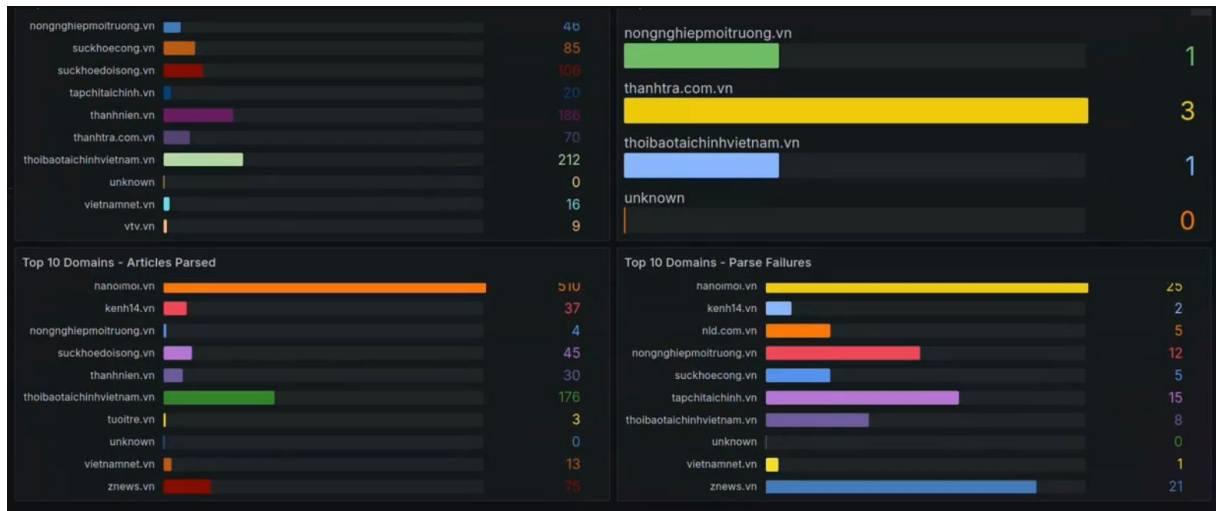 nongnghiepmoitruong.vn 46
suckhoecong.vn 85
suckhoedoisong.vn 106
tapchitaichinh.vn 20
thanhnien.vn 186
thanhtra.com.vn 70
thoibaotaichinhvietnam.vn 212
unknown 0
vietnamnet.vn 16
vtv.vn 9
nongnghiepmoitruong.vn
1
thanhtra.com.vn
3
thoibaotaichinhvietnam.vn
1
unknown
0
Top 10 Domains - Articles Parsed
hanoimoi.vn 510
kenh14.vn 37
nongnghiepmoitruong.vn 4
suckhoedoisong.vn 45
thanhnien.vn 30
thoibaotaichinhvietnam.vn 176
tuoitre.vn 3
unknown 0
vietnamnet.vn 13
znews.vn 75
Top 10 Domains - Parse Failures
hanoimoi.vn 25
kenh14.vn 2
nld.com.vn 5
nongnghiepmoitruong.vn 12
suckhoecong.vn 5
tapchitaichinh.vn 15
thoibaotaichinhvietnam.vn 8
unknown 0
vietnamnet.vn 1
znews.vn 21